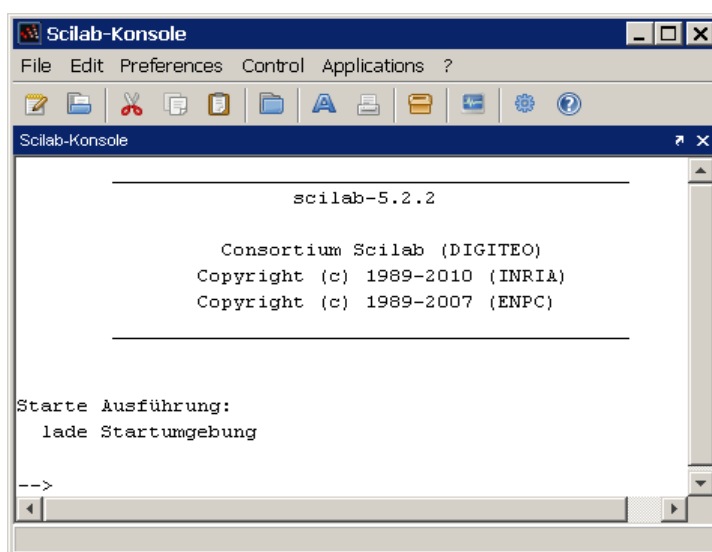 Scilab-Konsole
File Edit Preferences Control Applications ?
Scilab-Konsole
scilab-5.2.2
Consortium Scilab (DIGITEO)
Copyright (c) 1989-2010 (INRIA)
Copyright (c) 1989-2007 (ENPC)
Starte Ausführung:
lade Startumgebung
-->